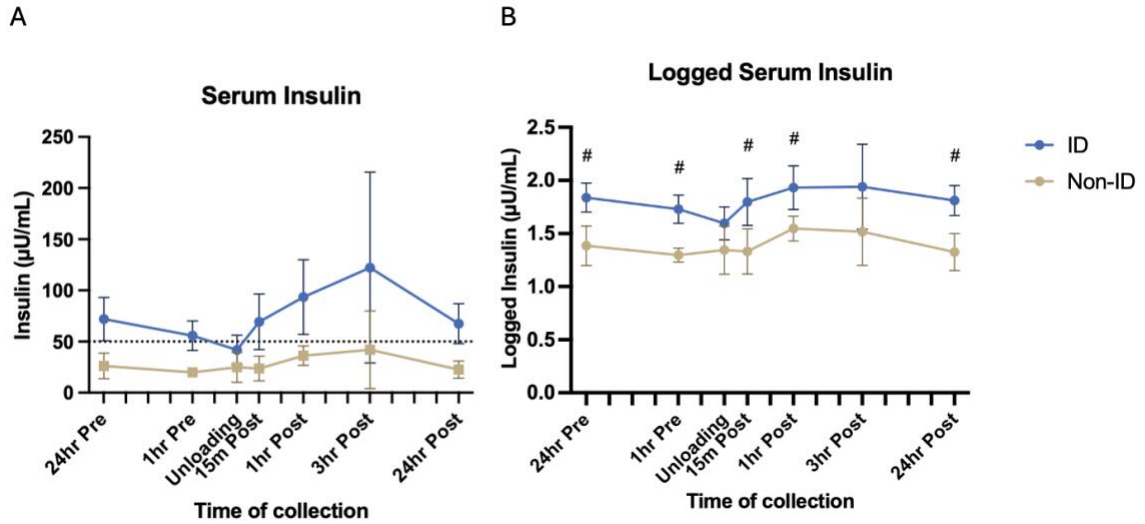 A
Serum Insulin
Insulin (µU/mL)
250
200
150
100
50
0
24hr Pre
1hr Pre
Unloading
15m Post
1hr Post
3hr Post
24hr Post
Time of collection
B
Logged Serum Insulin
Logged Insulin (µU/mL)
2.5
2.0
1.5
1.0
0.5
0.0
#
#
#
#
#
24hr Pre
1hr Pre
Unloading
15m Post
1hr Post
3hr Post
24hr Post
Time of collection
ID
Non-ID